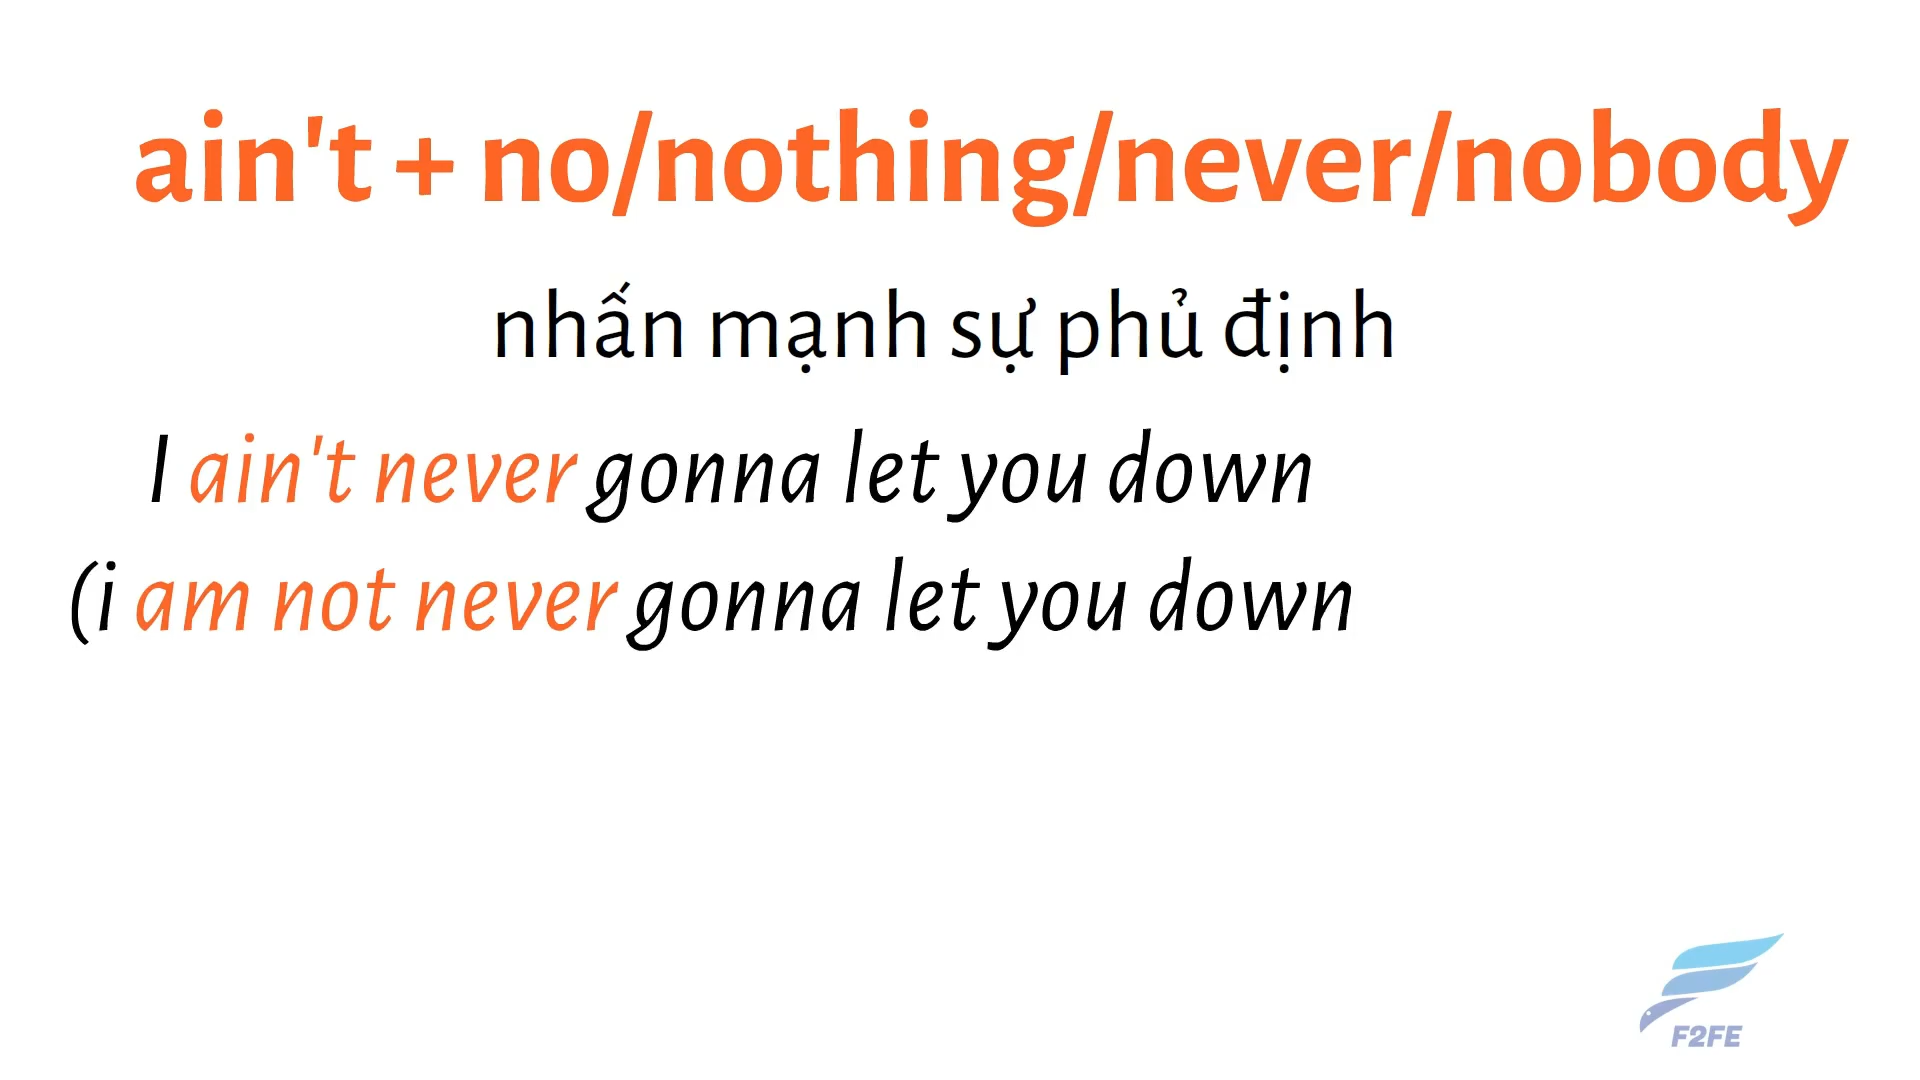 ain't + no/nothing/never/nobody
nhấn mạnh sự phủ định
I ain't never gonna let you down
(i am not never gonna let you down
F2FE